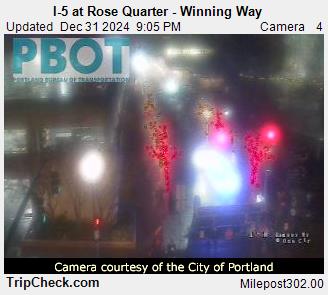 I-5 at Rose Quarter - Winning Way
Updated Dec 31 2024 9:05 PM Camera 4
PBOT
PORTLAND BUREAU OF TRANSPORTATION
Camera courtesy of the City of Portland
TripCheck.com Milepost302.00